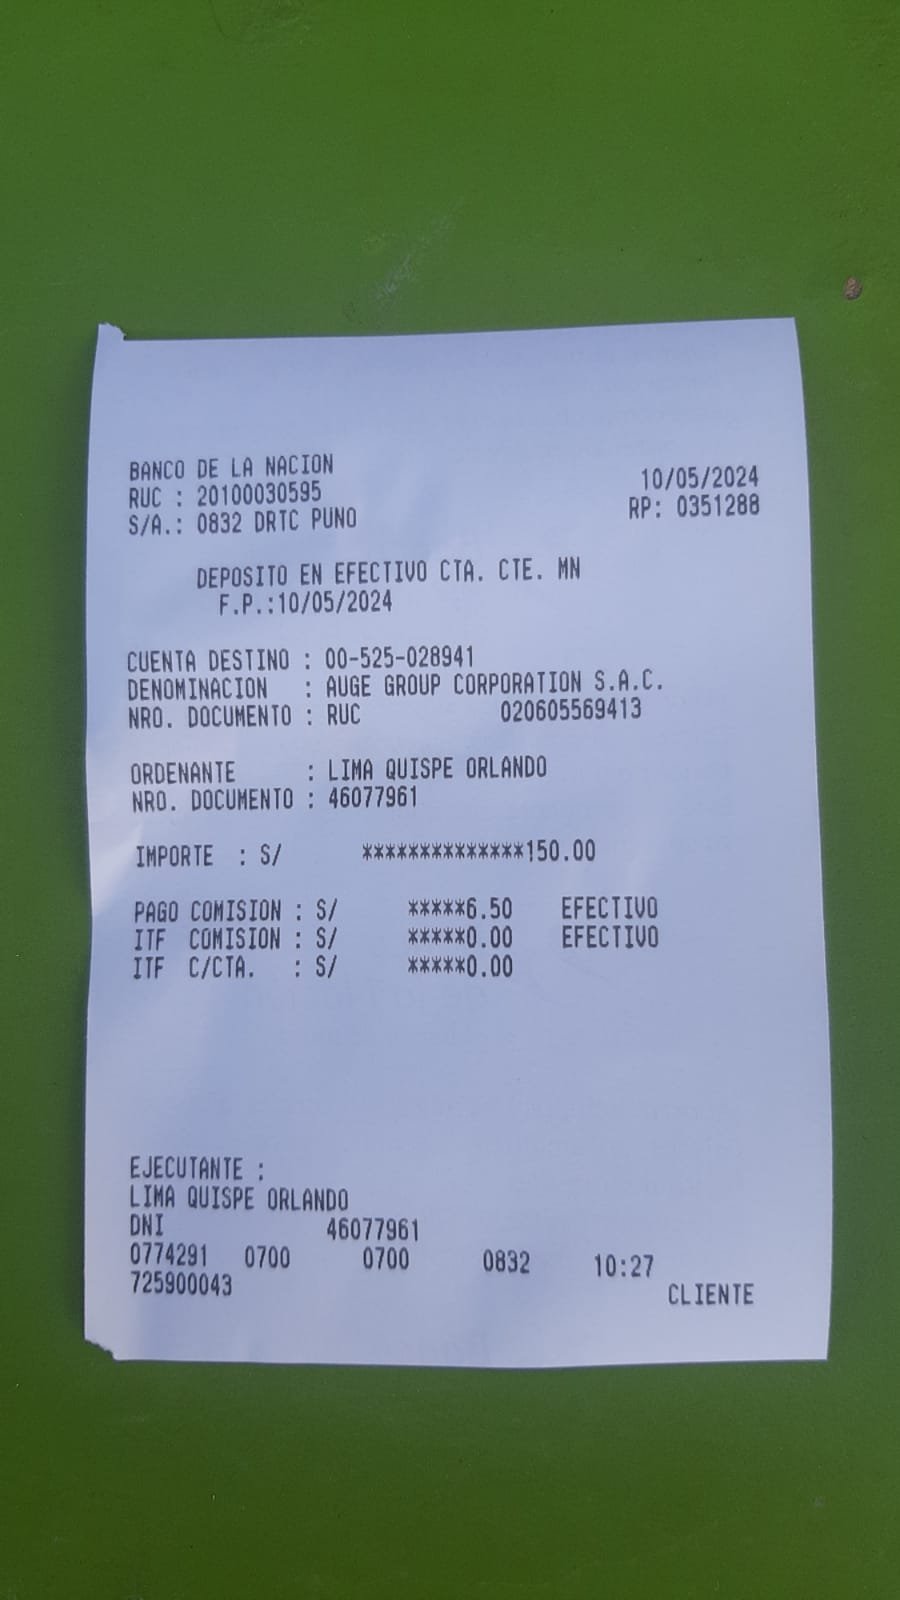 BANCO DE LA NACION
10/05/2024
RUC : 20100030595
RP: 0351288
S/A.: 0832 DRTC PUNO
DEPOSITO EN EFECTIVO CTA. CTE. MN
F.P.:10/05/2024
CUENTA DESTINO : 00-525-028941
DENOMINACION : AUGE GROUP CORPORATION S.A.C.
NRO. DOCUMENTO : RUC 020605569413
ORDENANTE : LIMA QUISPE ORLANDO
NRO. DOCUMENTO : 46077961
IMPORTE : S/ **************150.00
PAGO COMISION : S/ *****6.50 EFECTIVO
ITF COMISION : S/ *****0.00 EFECTIVO
ITF C/CTA. : S/ *****0.00
EJECUTANTE :
LIMA QUISPE ORLANDO
DNI 46077961
0774291 0700 0700 0832 10:27
725900043
CLIENTE